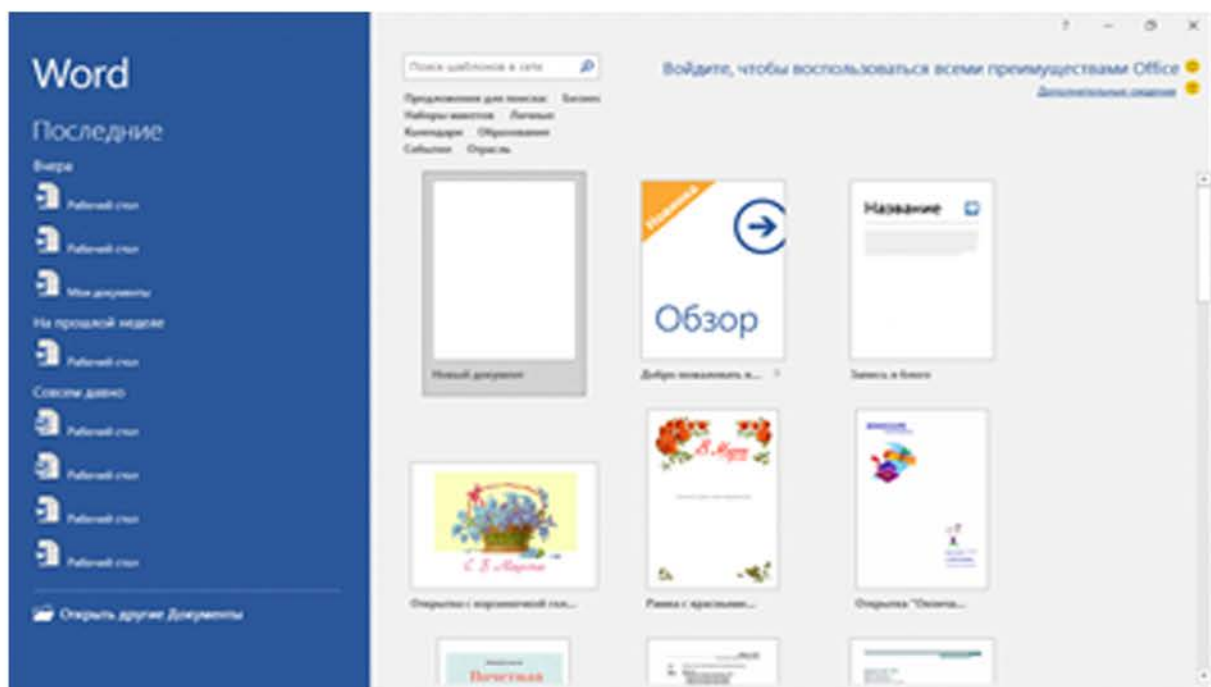 Word
Последние
Вчера
Рабочий стол
Рабочий стол
Мои документы
На прошлой неделе
Рабочий стол
Совсем давно
Рабочий стол
Рабочий стол
Рабочий стол
Рабочий стол
Открыть другие Документы
Поиск шаблонов в сети
Войдите, чтобы воспользоваться всеми преимуществами Office
Дополнительные сведения
Предложения для поиска: Бизнес
Наборы макетов Личные
Календари Образование
События Отрасль
Новый документ
Новинка
Обзор
Добро пожаловать в...
Название
Запись в блоге
С 8 Марта
Открытка с корзиночкой гол...
8 Марта
Рамка с красными...
Открытка "Оконча...
Почетная